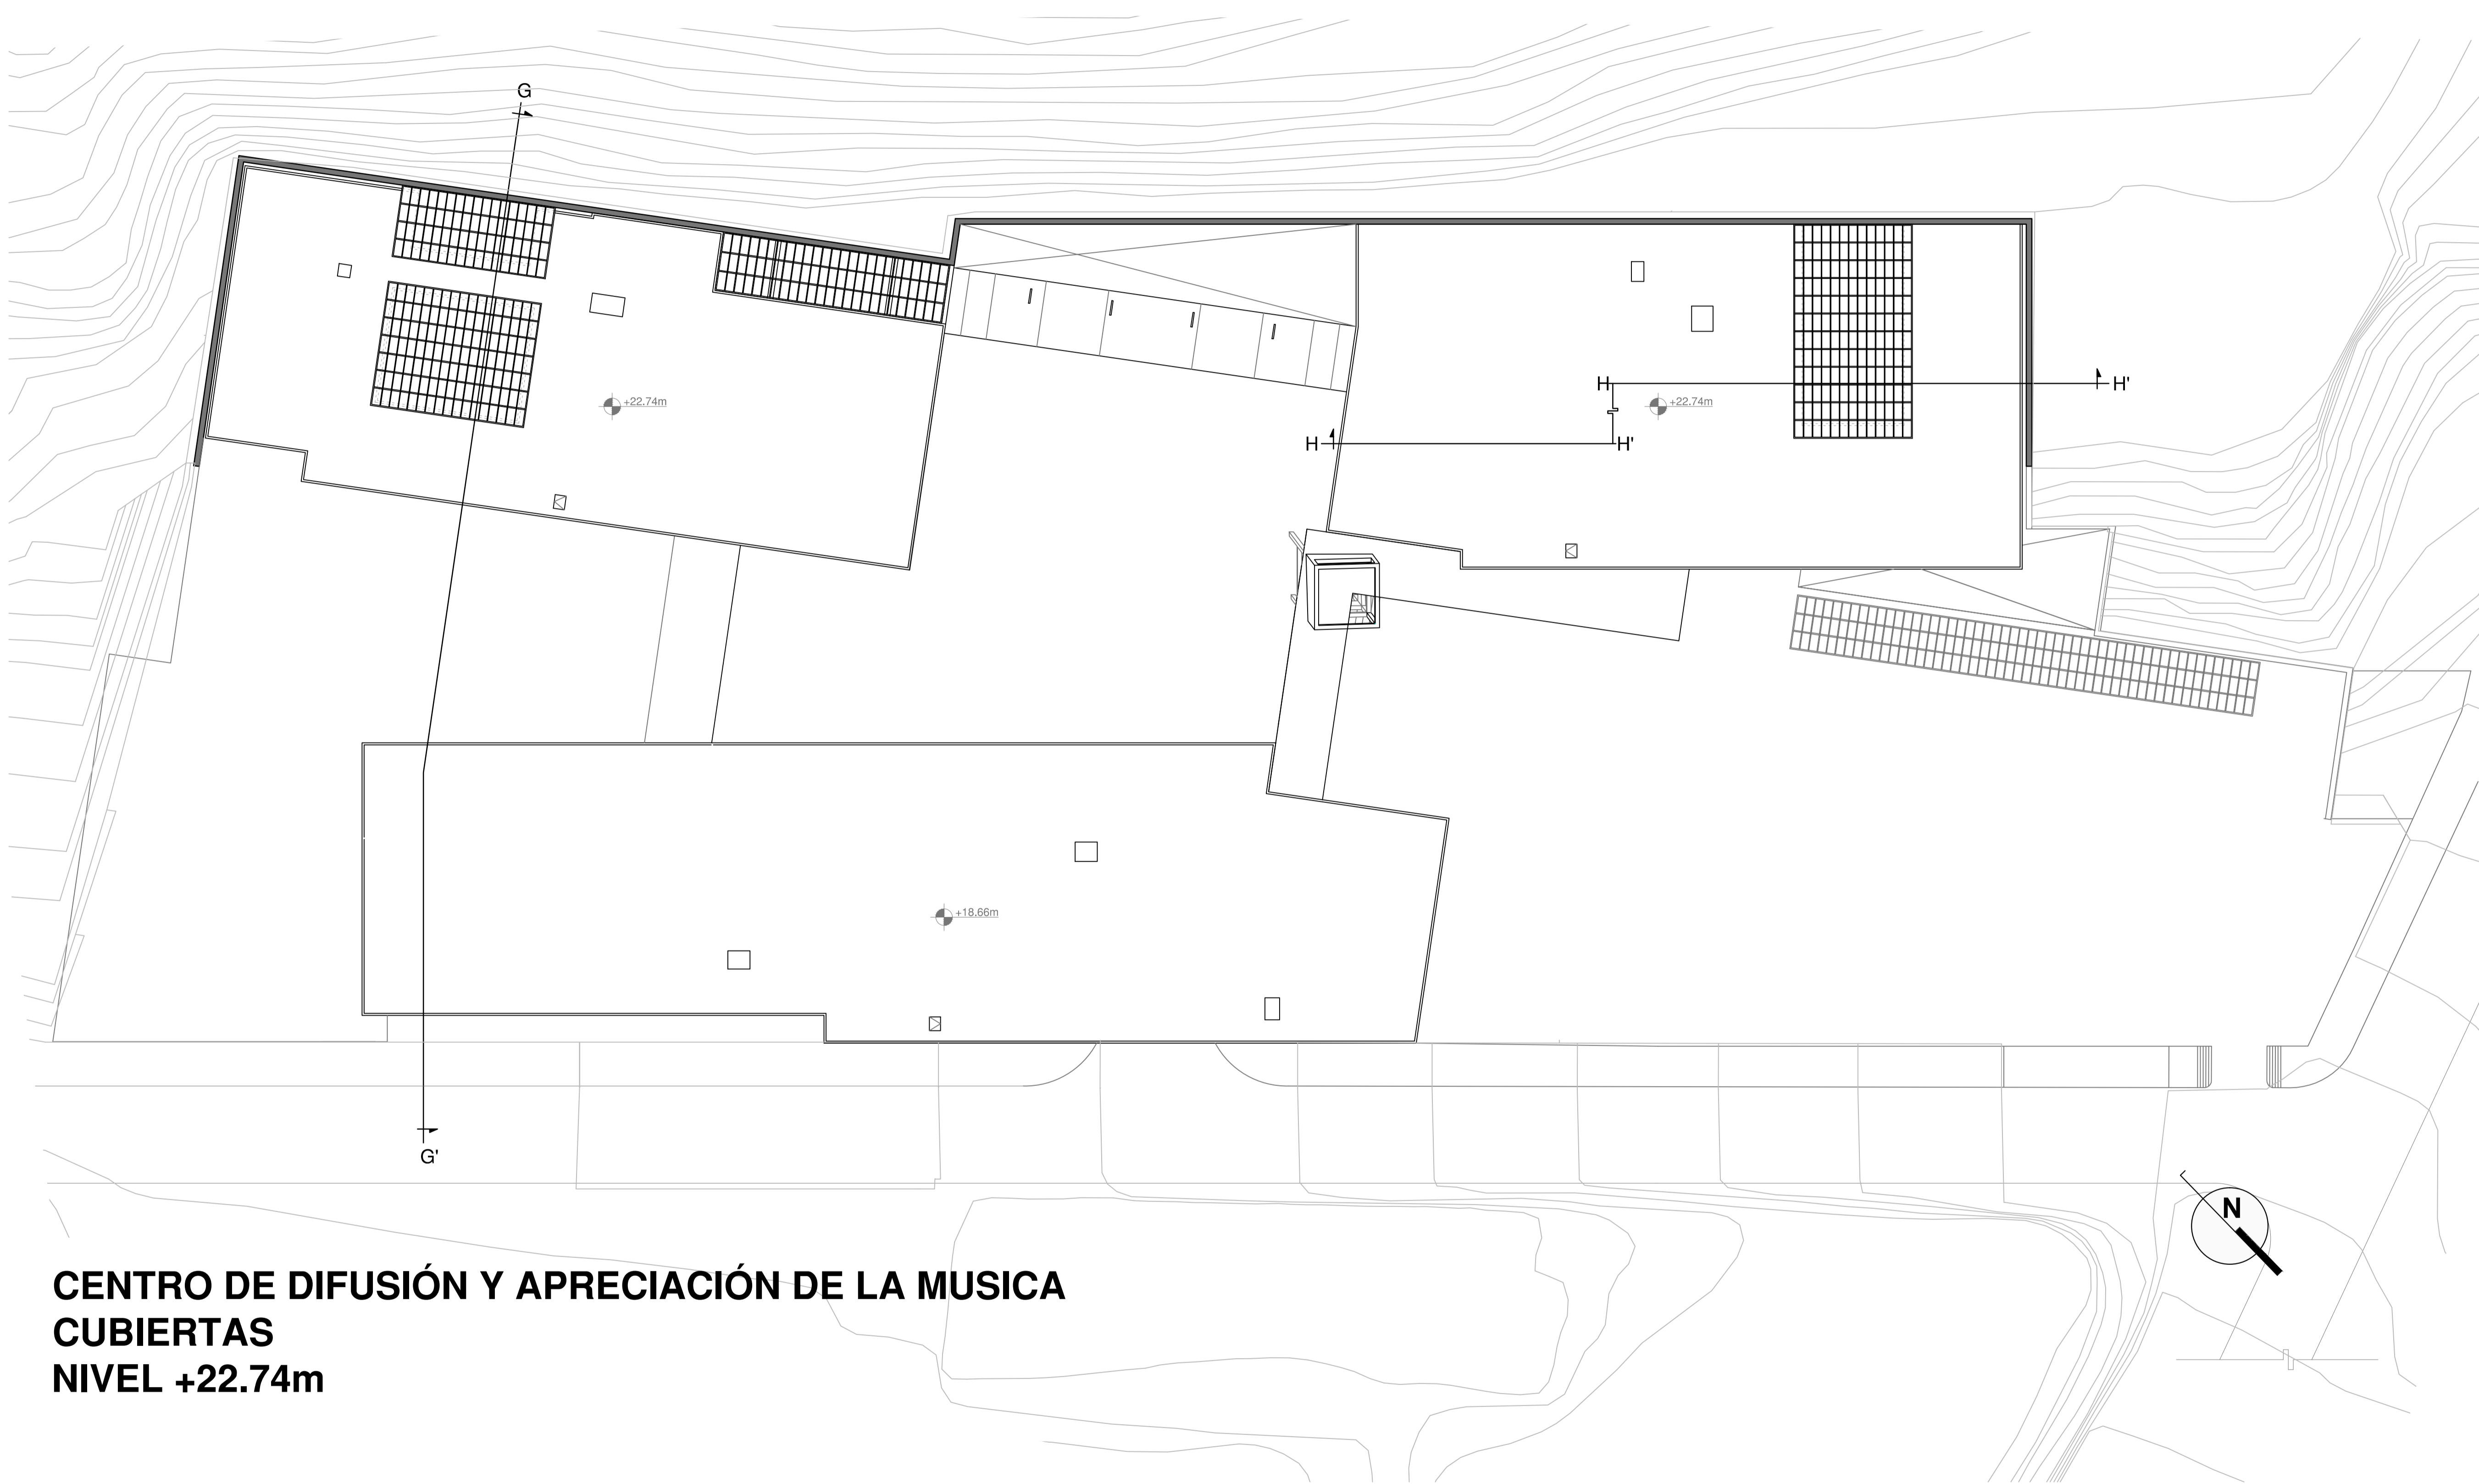 G
H H'
+22.74m +22.74m
H H'
+18.66m
G'
N
CENTRO DE DIFUSIÓN Y APRECIACIÓN DE LA MUSICA
CUBIERTAS
NIVEL +22.74m